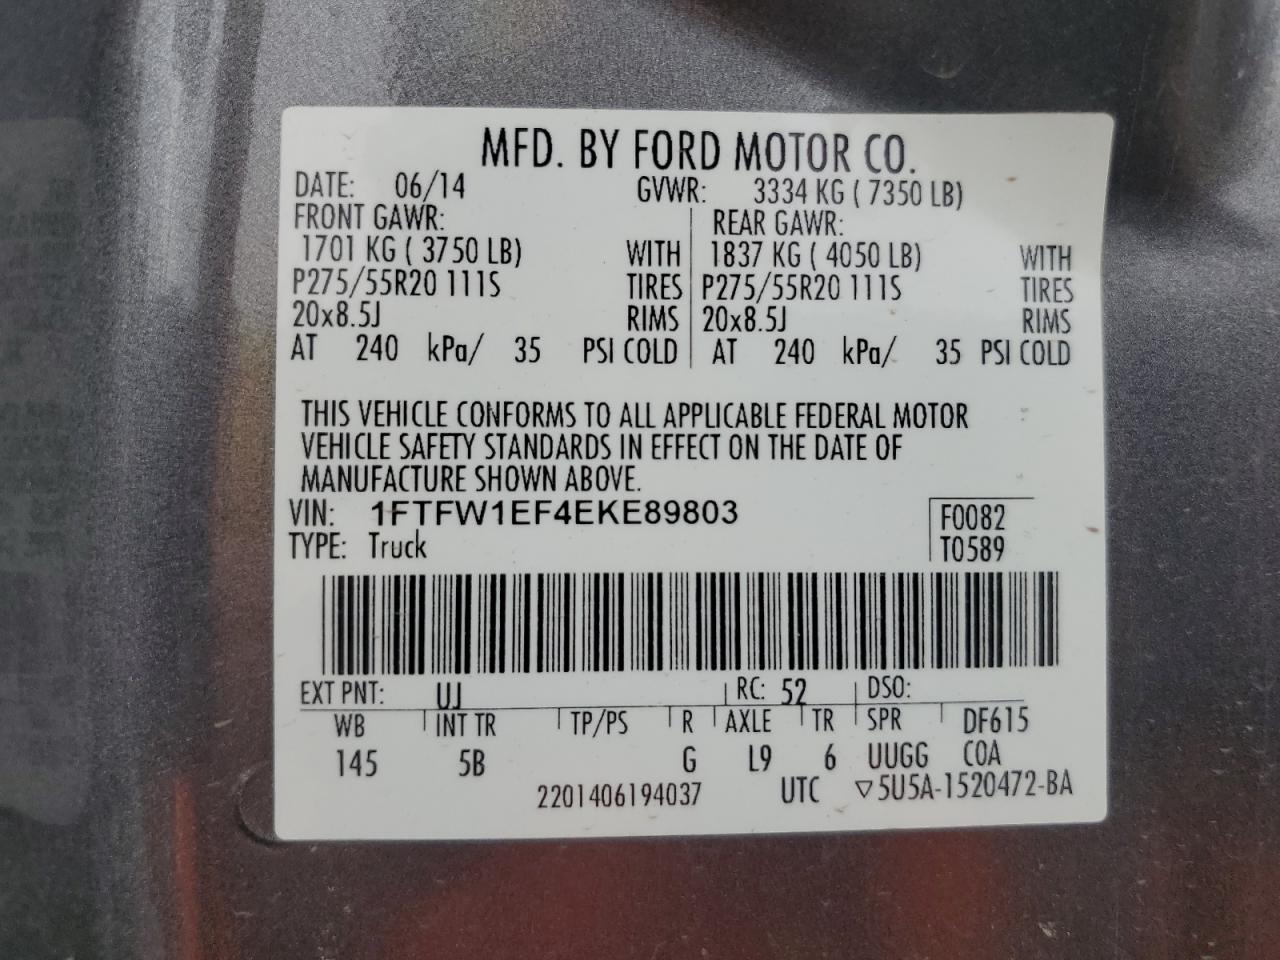 MFD. BY FORD MOTOR CO.
DATE: 06/14 GVWR: 3334 KG ( 7350 LB)
FRONT GAWR: REAR GAWR:
1701 KG ( 3750 LB) WITH 1837 KG ( 4050 LB) WITH
P275/55R20 111S TIRES P275/55R20 111S TIRES
20x8.5J RIMS 20x8.5J RIMS
AT 240 kPa/ 35 PSI COLD AT 240 kPa/ 35 PSI COLD
THIS VEHICLE CONFORMS TO ALL APPLICABLE FEDERAL MOTOR
VEHICLE SAFETY STANDARDS IN EFFECT ON THE DATE OF
MANUFACTURE SHOWN ABOVE.
VIN: 1FTFW1EF4EKE89803 F0082
TYPE: Truck T0589
EXT PNT: UJ RC: 52 DSO:
WB INT TR TP/PS R AXLE TR SPR DF615
145 5B G L9 6 UUGG COA
2201406194037 UTC ▽5U5A-1520472-BA